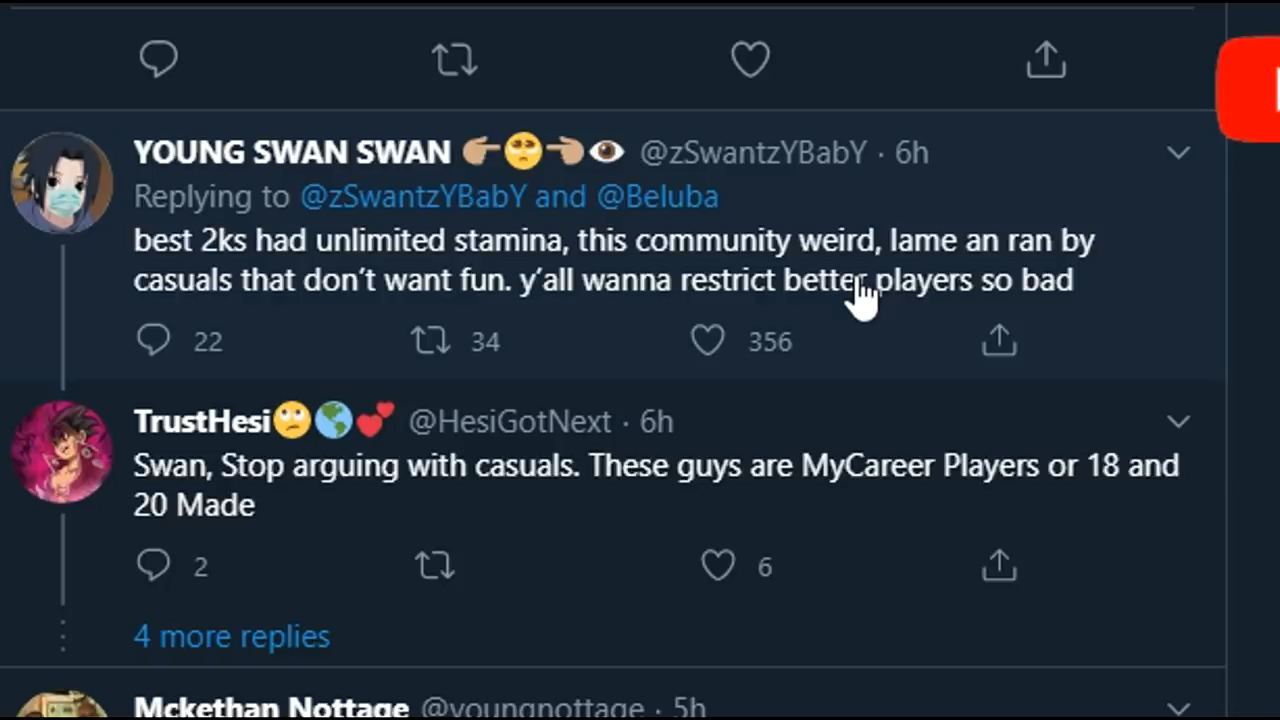 YOUNG SWAN SWAN 👉🥺👈👁 @zSwantzYBabY · 6h
Replying to @zSwantzYBabY and @Beluba
best 2ks had unlimited stamina, this community weird, lame an ran by
casuals that don’t want fun. y’all wanna restrict better players so bad
22 34 356
TrustHesi🙄🌎💕 @HesiGotNext · 6h
Swan, Stop arguing with casuals. These guys are MyCareer Players or 18 and
20 Made
2 6
4 more replies
Mckethan Nottage @youngnottage · 5h